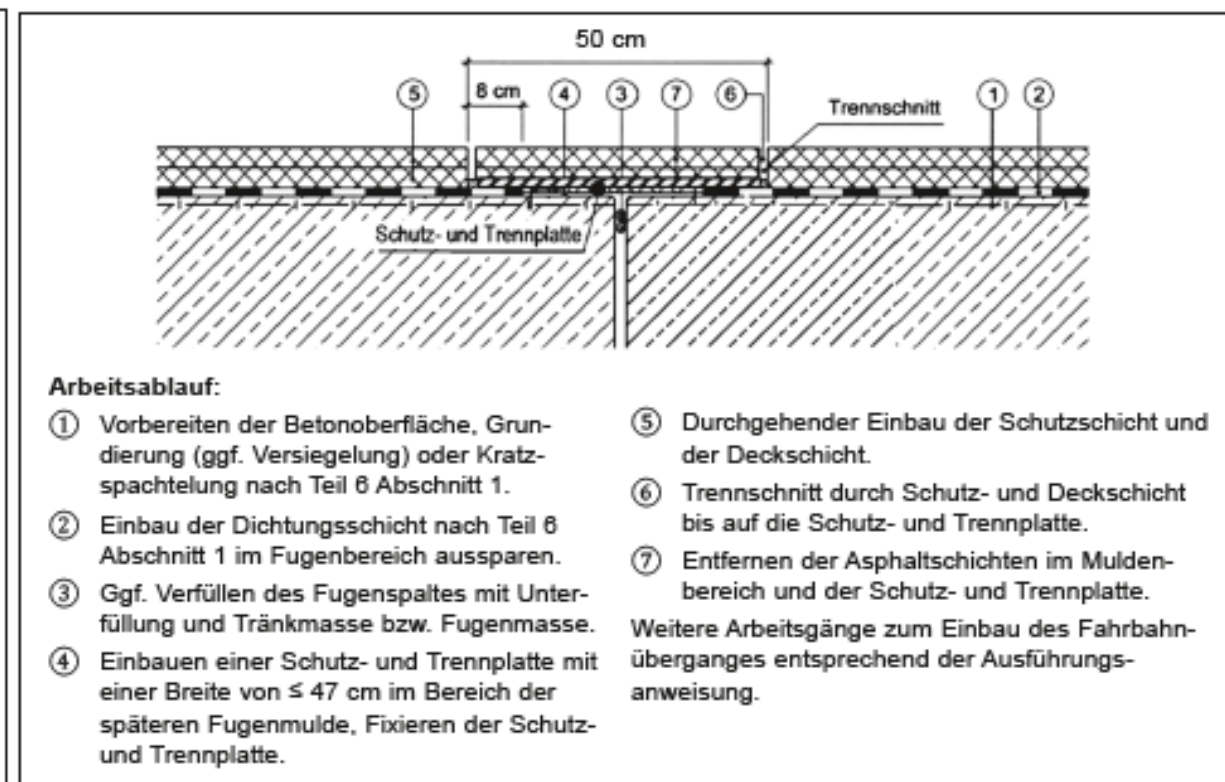 50 cm
⑤ 8 cm ④ ③ ⑦ ⑥ Trennschnitt ① ②
Schutz- und Trennplatte
Arbeitsablauf:
① Vorbereiten der Betonoberfläche, Grun-
dierung (ggf. Versiegelung) oder Kratz-
spachtelung nach Teil 6 Abschnitt 1.
② Einbau der Dichtungsschicht nach Teil 6
Abschnitt 1 im Fugenbereich aussparen.
③ Ggf. Verfüllen des Fugenspaltes mit Unter-
füllung und Tränkmasse bzw. Fugenmasse.
④ Einbauen einer Schutz- und Trennplatte mit
einer Breite von ≤ 47 cm im Bereich der
späteren Fugenmulde, Fixieren der Schutz-
und Trennplatte.
⑤ Durchgehender Einbau der Schutzschicht und
der Deckschicht.
⑥ Trennschnitt durch Schutz- und Deckschicht
bis auf die Schutz- und Trennplatte.
⑦ Entfernen der Asphaltschichten im Mulden-
bereich und der Schutz- und Trennplatte.
Weitere Arbeitsgänge zum Einbau des Fahrbahn-
überganges entsprechend der Ausführungs-
anweisung.